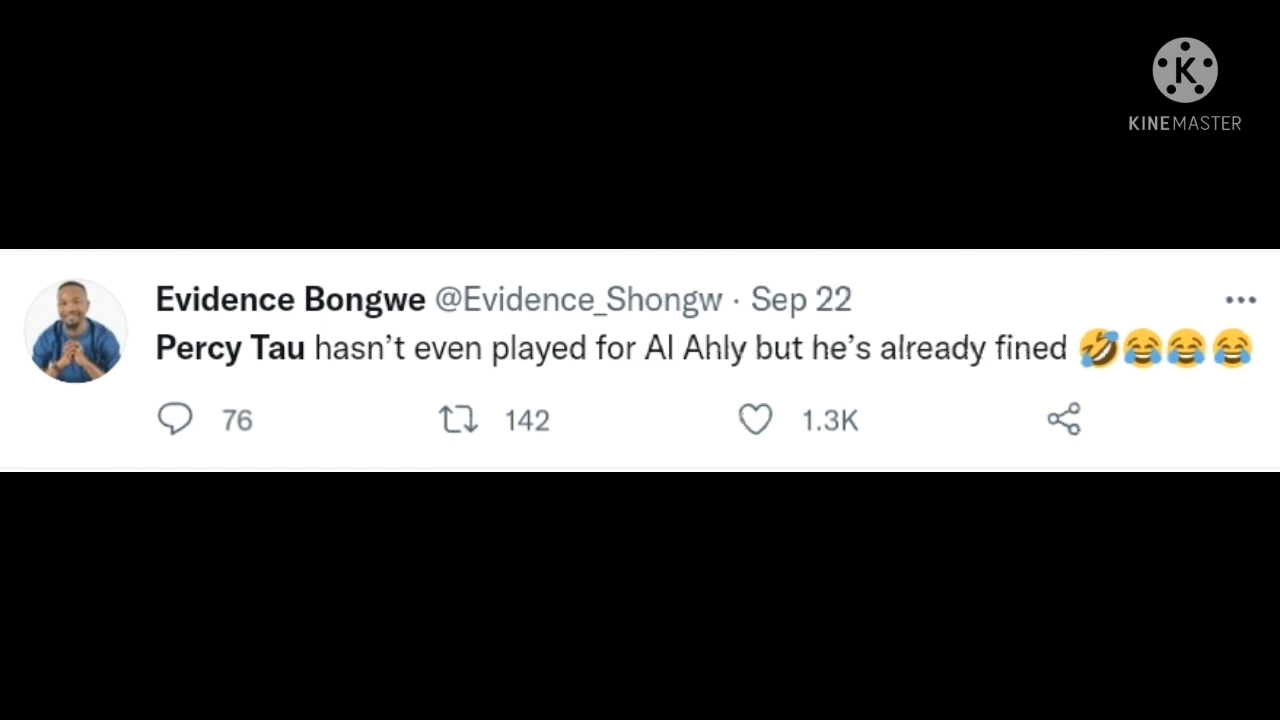 KINEMASTER
Evidence Bongwe @Evidence_Shongw · Sep 22
Percy Tau hasn't even played for Al Ahly but he's already fined 🤣😂😂😂
76 142 1.3K